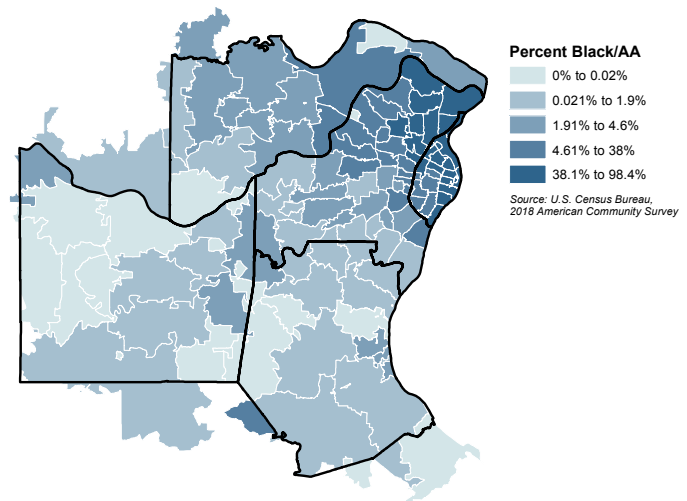 Percent Black/AA
0% to 0.02%
0.021% to 1.9%
1.91% to 4.6%
4.61% to 38%
38.1% to 98.4%
Source: U.S. Census Bureau,
2018 American Community Survey